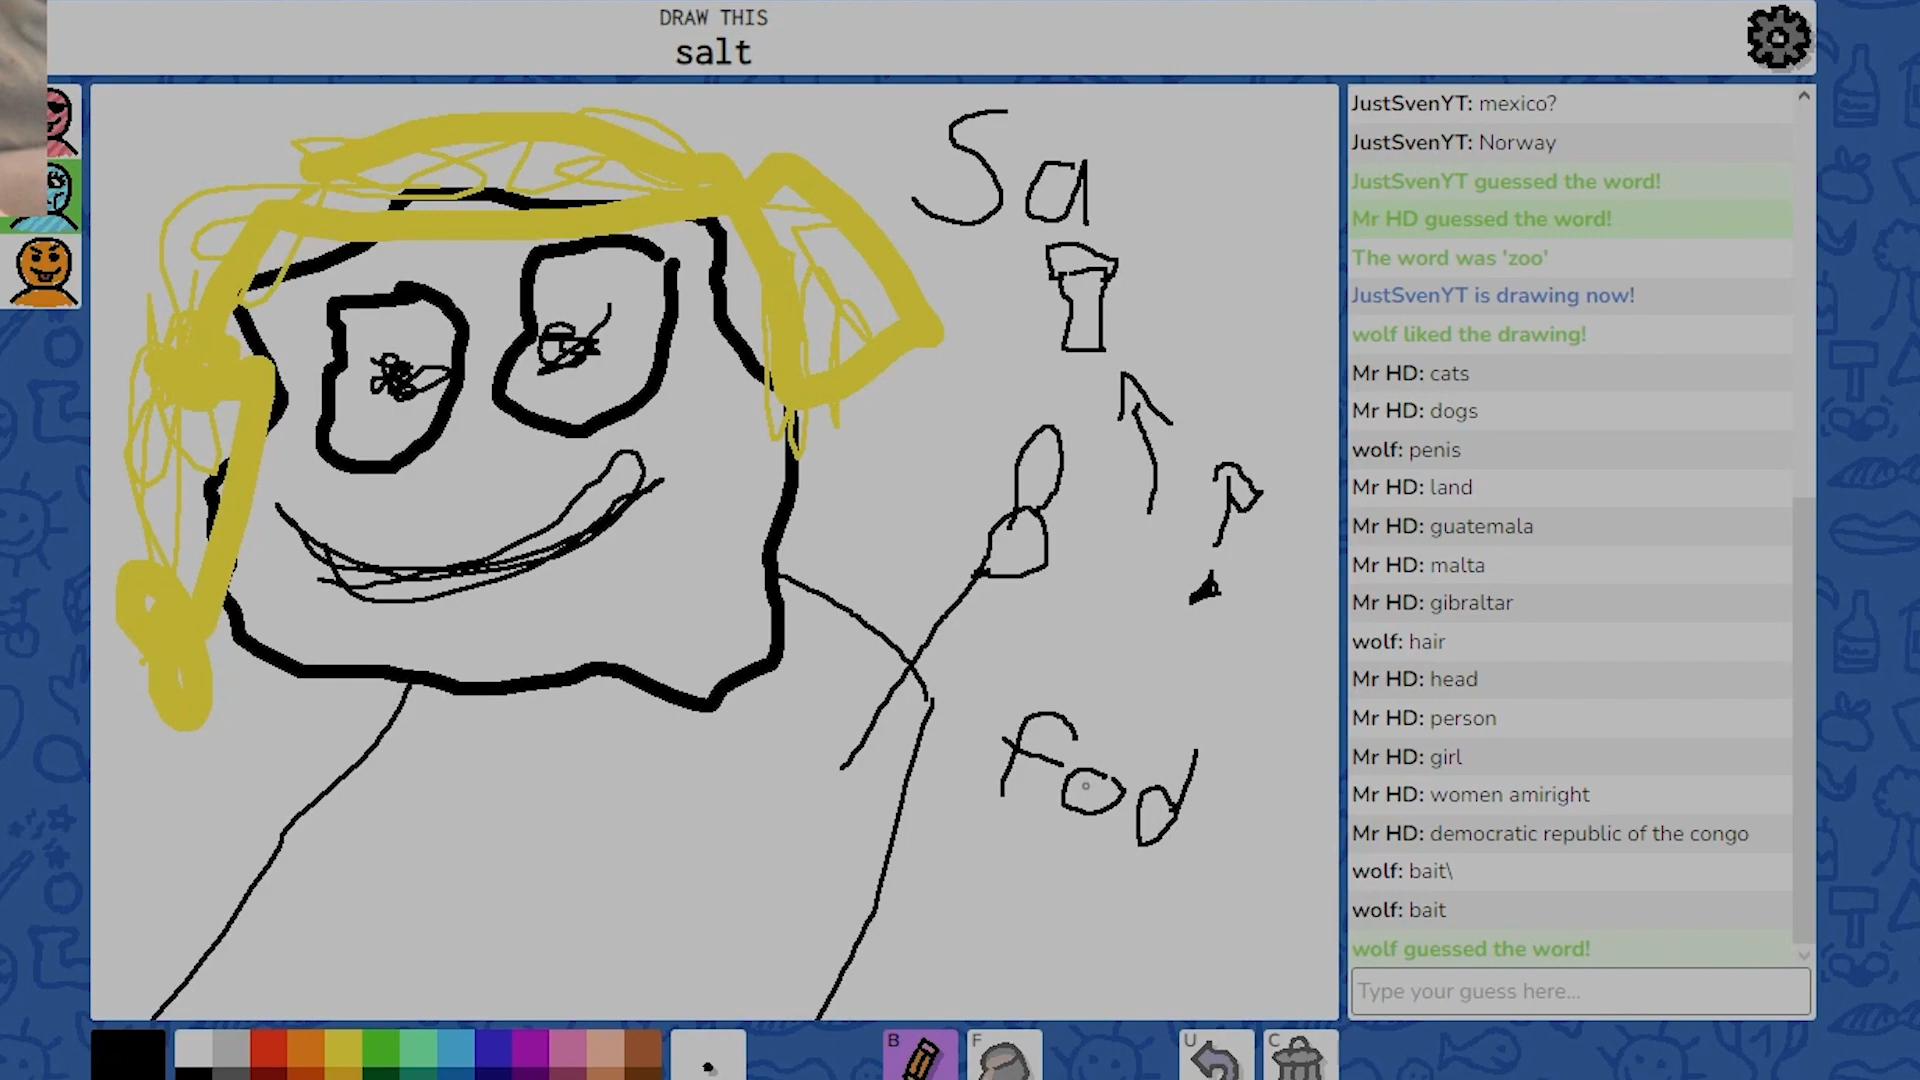 DRAW THIS
salt
Sa
fod
JustSvenYT: mexico?
JustSvenYT: Norway
JustSvenYT guessed the word!
Mr HD guessed the word!
The word was 'zoo'
JustSvenYT is drawing now!
wolf liked the drawing!
Mr HD: cats
Mr HD: dogs
wolf: penis
Mr HD: land
Mr HD: guatemala
Mr HD: malta
Mr HD: gibraltar
wolf: hair
Mr HD: head
Mr HD: person
Mr HD: girl
Mr HD: women amiright
Mr HD: democratic republic of the congo
wolf: bait\
wolf: bait
wolf guessed the word!
Type your guess here...
B
F
U
C